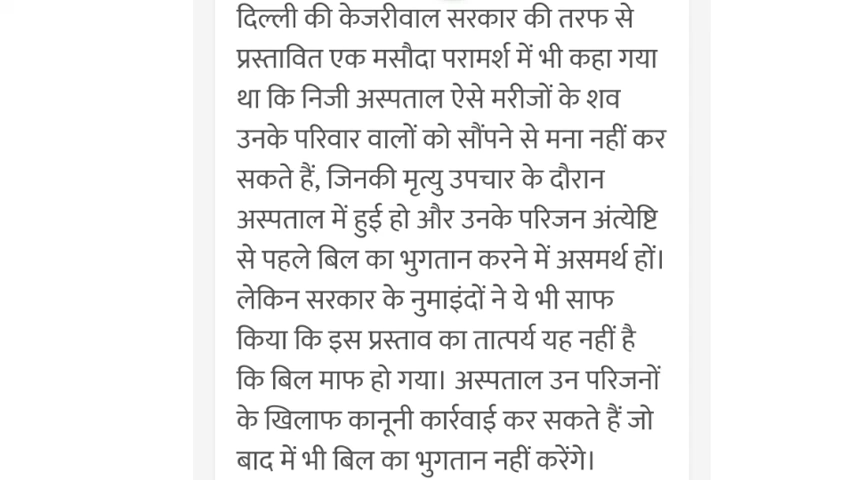 दिल्ली की केजरीवाल सरकार की तरफ से
प्रस्तावित एक मसौदा परामर्श में भी कहा गया
था कि निजी अस्पताल ऐसे मरीजों के शव
उनके परिवार वालों को सौंपने से मना नहीं कर
सकते हैं, जिनकी मृत्यु उपचार के दौरान
अस्पताल में हुई हो और उनके परिजन अंत्येष्टि
से पहले बिल का भुगतान करने में असमर्थ हों।
लेकिन सरकार के नुमाइंदों ने ये भी साफ
किया कि इस प्रस्ताव का तात्पर्य यह नहीं है
कि बिल माफ हो गया। अस्पताल उन परिजनों
के खिलाफ कानूनी कार्रवाई कर सकते हैं जो
बाद में भी बिल का भुगतान नहीं करेंगे।